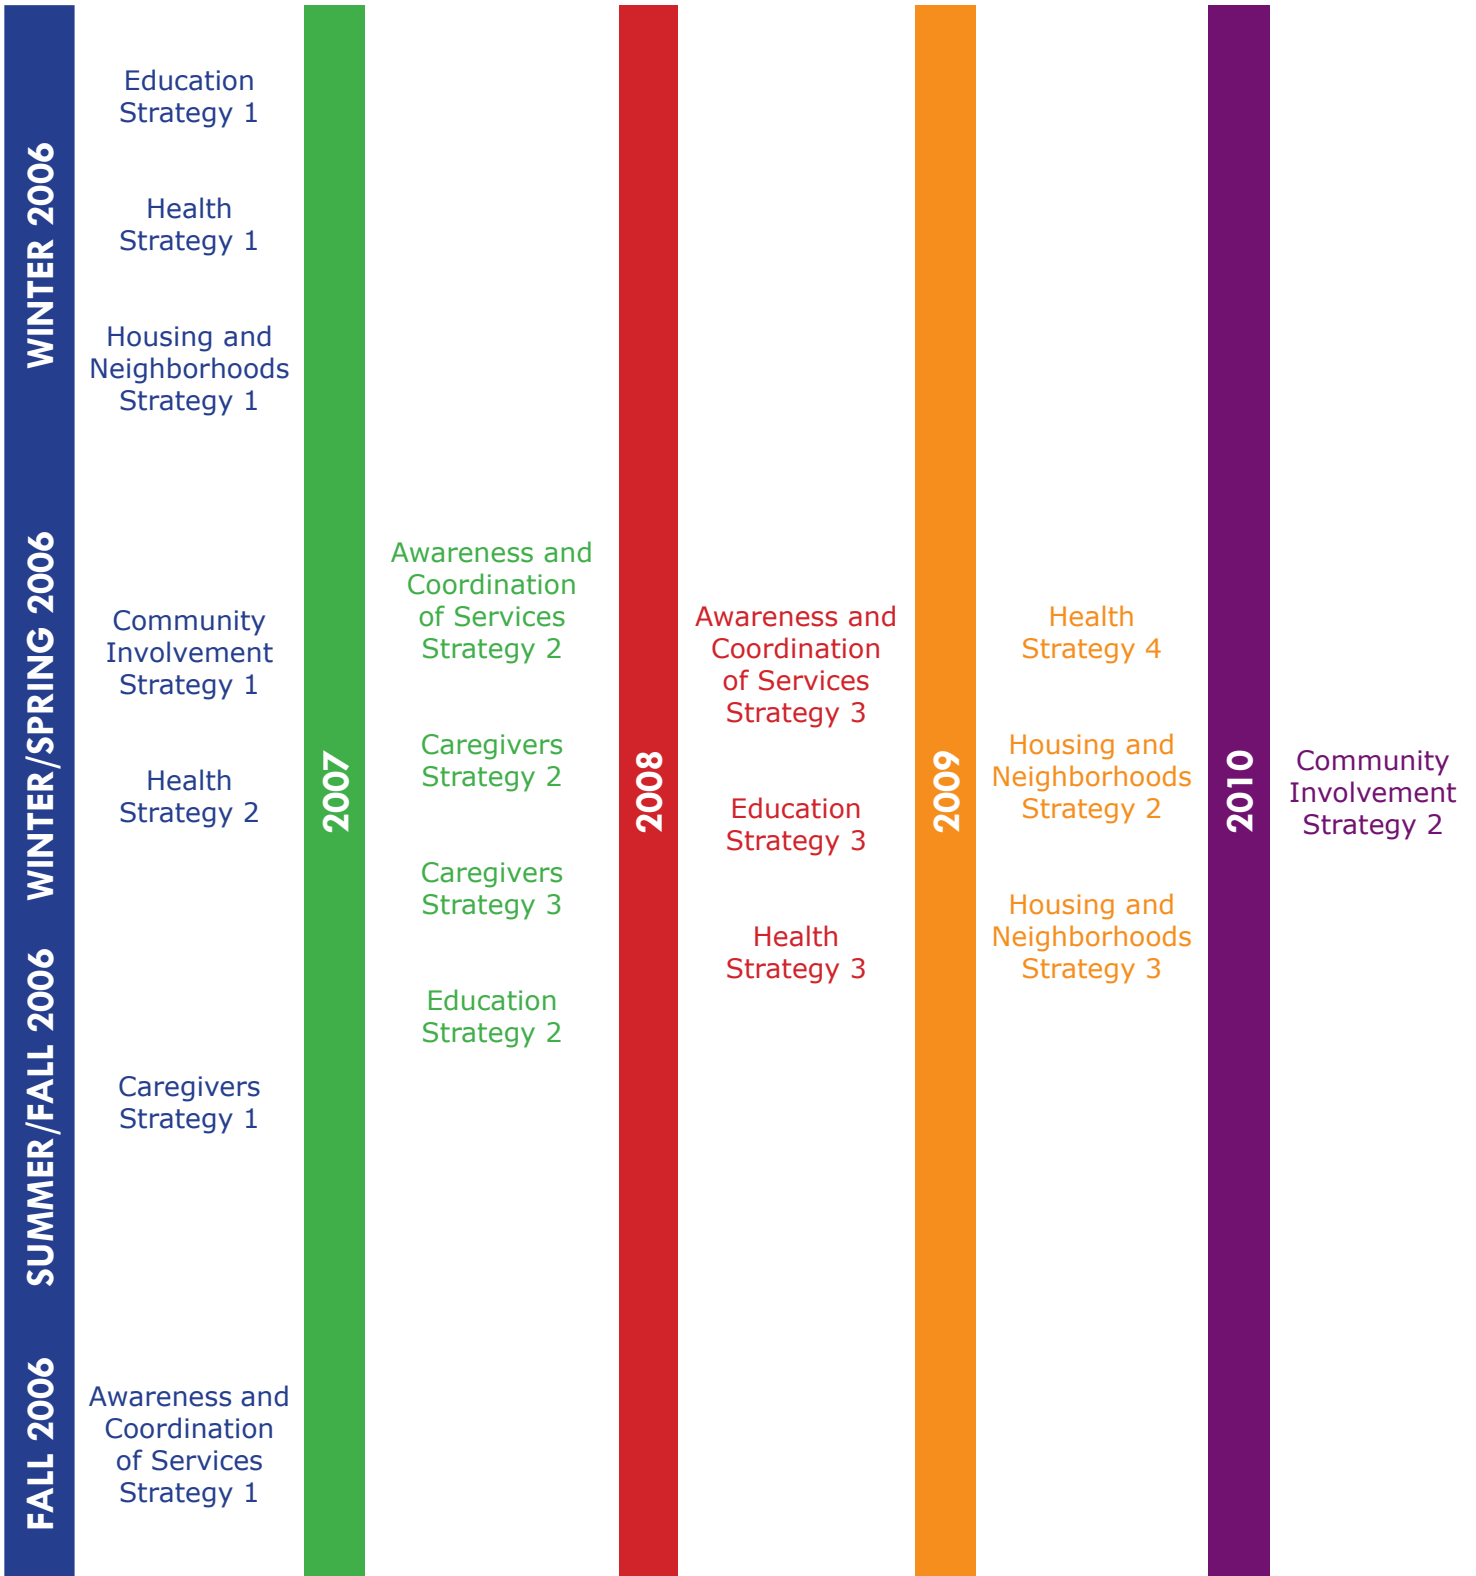 WINTER 2006
Education
Strategy 1
Health
Strategy 1
Housing and
Neighborhoods
Strategy 1
WINTER/SPRING 2006
Community
Involvement
Strategy 1
Health
Strategy 2
SUMMER/FALL 2006
Caregivers
Strategy 1
FALL 2006
Awareness and
Coordination
of Services
Strategy 1
2007
Awareness and
Coordination
of Services
Strategy 2
Caregivers
Strategy 2
Caregivers
Strategy 3
Education
Strategy 2
2008
Awareness and
Coordination
of Services
Strategy 3
Education
Strategy 3
Health
Strategy 3
2009
Health
Strategy 4
Housing and
Neighborhoods
Strategy 2
Housing and
Neighborhoods
Strategy 3
2010
Community
Involvement
Strategy 2